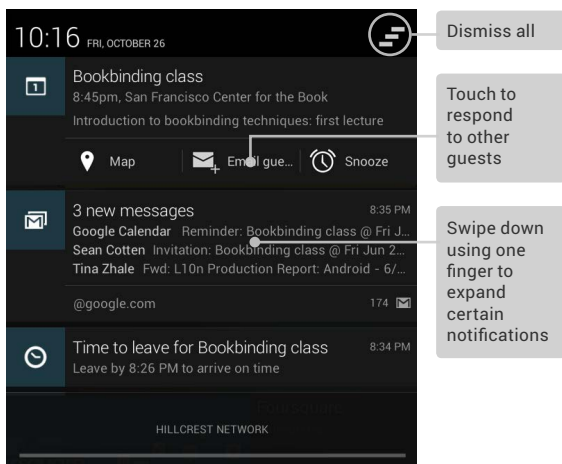 10:16 FRI, OCTOBER 26
Dismiss all
1
Bookbinding class
8:45pm, San Francisco Center for the Book
Introduction to bookbinding techniques: first lecture
Map
Email gue...
Snooze
Touch to
respond
to other
guests
3 new messages 8:35 PM
Google Calendar Reminder: Bookbinding class @ Fri J...
Sean Cotten Invitation: Bookbinding class @ Fri Jun 2...
Tina Zhale Fwd: L10n Production Report: Android - 6/...
@google.com 174
Swipe down
using one
finger to
expand
certain
notifications
Time to leave for Bookbinding class 8:34 PM
Leave by 8:26 PM to arrive on time
Foursquare
HILLCREST NETWORK